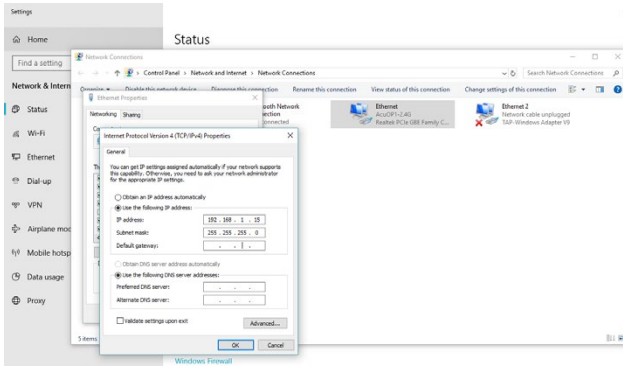 Settings
Home
Status
Find a setting
Network & Intern
Status
Wi-Fi
Ethernet
Dial-up
VPN
Airplane mod
Mobile hotsp
Data usage
Proxy
Network Connections
Control Panel > Network and Internet > Network Connections
Search Network Connections
Organize
Disable this network device
Diagnose this connection
Rename this connection
View status of this connection
Change settings of this connection
Ethernet Properties
Networking
Sharing
ooth Network
ection
onnected
Ethernet
AcuOP1-2.4G
Realtek PCIe GBE Family C...
Ethernet 2
Network cable unplugged
TAP-Windows Adapter V9
Internet Protocol Version 4 (TCP/IPv4) Properties
General
You can get IP settings assigned automatically if your network supports
this capability. Otherwise, you need to ask your network administrator
for the appropriate IP settings.
Obtain an IP address automatically
Use the following IP address:
IP address: 192 . 168 . 1 . 15
Subnet mask: 255 . 255 . 255 . 0
Default gateway: . . .
Obtain DNS server address automatically
Use the following DNS server addresses:
Preferred DNS server: . . .
Alternate DNS server: . . .
Validate settings upon exit
Advanced...
OK
Cancel
5 items
Windows Firewall